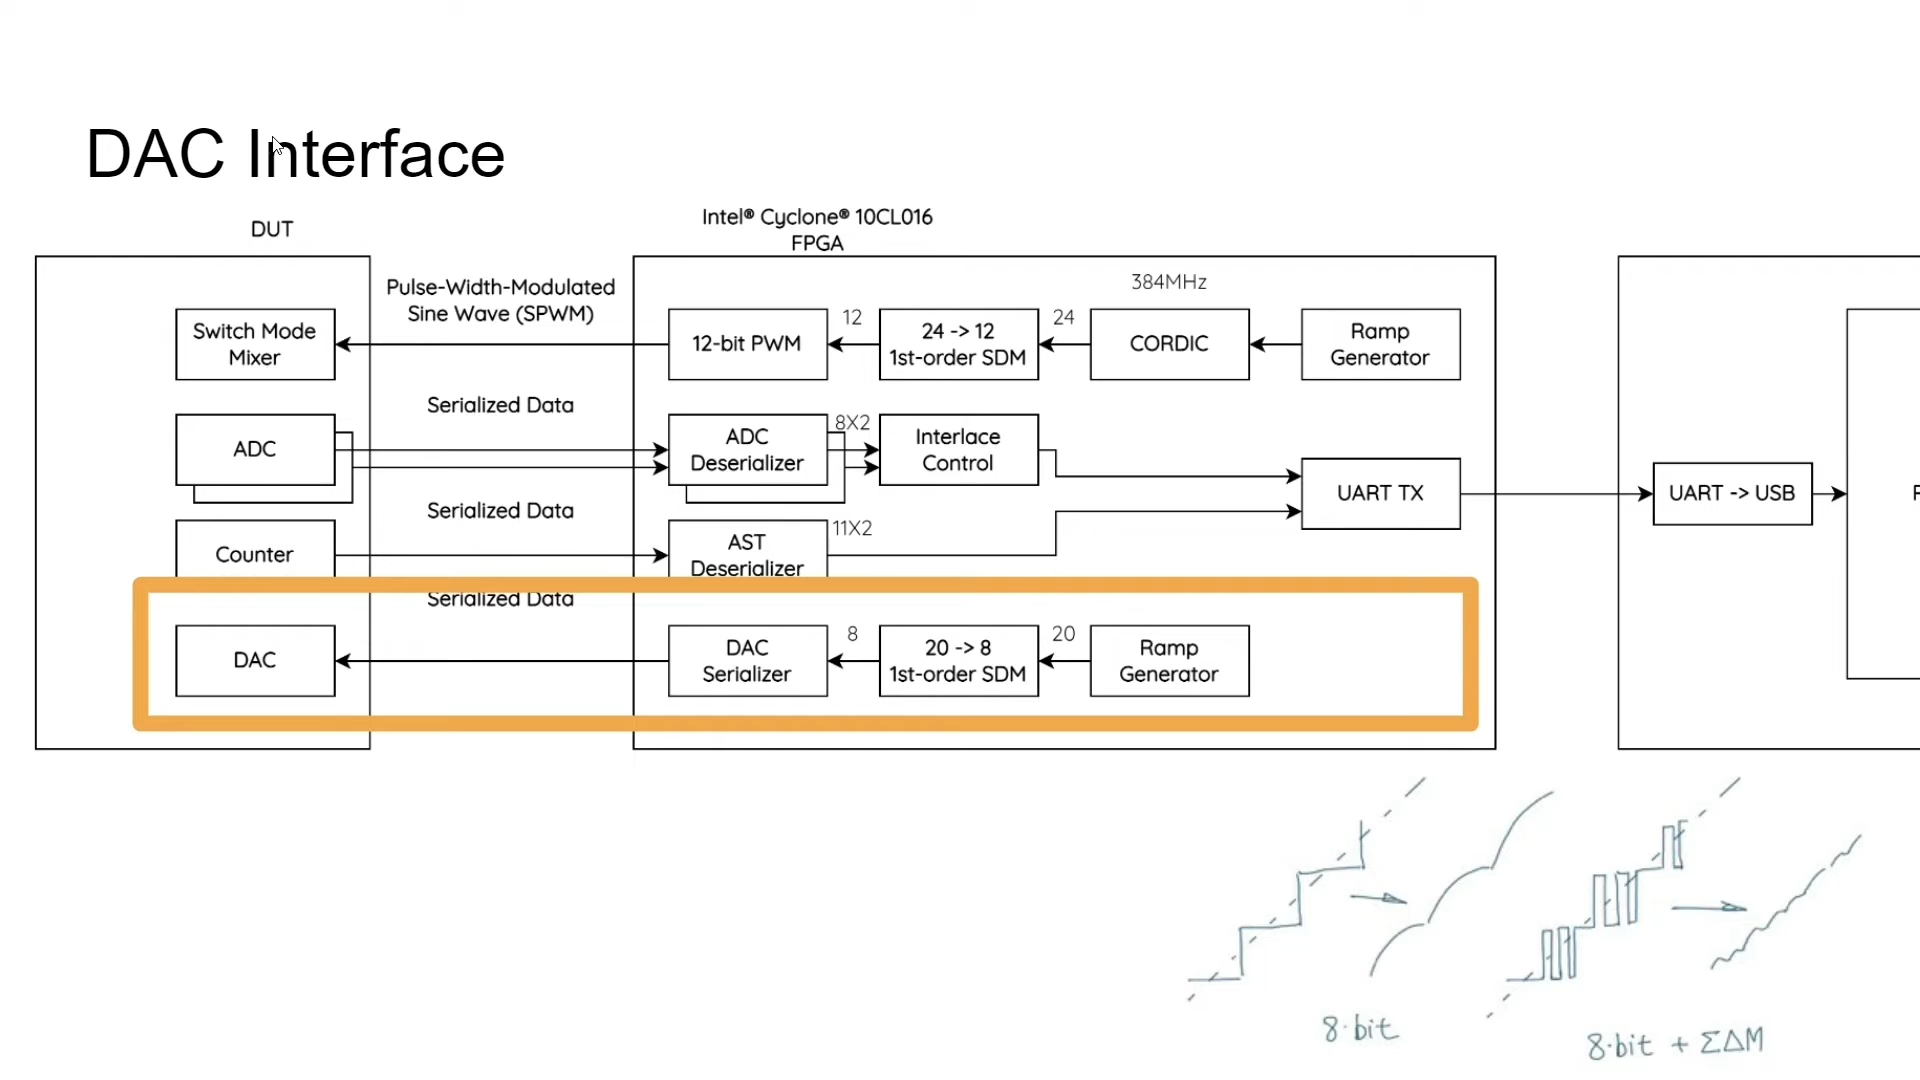 DAC Interface
DUT
Intel® Cyclone® 10CL016
FPGA
Pulse-Width-Modulated
Sine Wave (SPWM)
384MHz
Switch Mode
Mixer
12-bit PWM
12
24 -> 12
1st-order SDM
24
CORDIC
Ramp
Generator
Serialized Data
ADC
ADC
Deserializer
8X2
Interlace
Control
UART TX
UART -> USB
Serialized Data
Counter
AST
Deserializer
11X2
Serialized Data
DAC
DAC
Serializer
8
20 -> 8
1st-order SDM
20
Ramp
Generator
8-bit
8-bit + ΣΔM